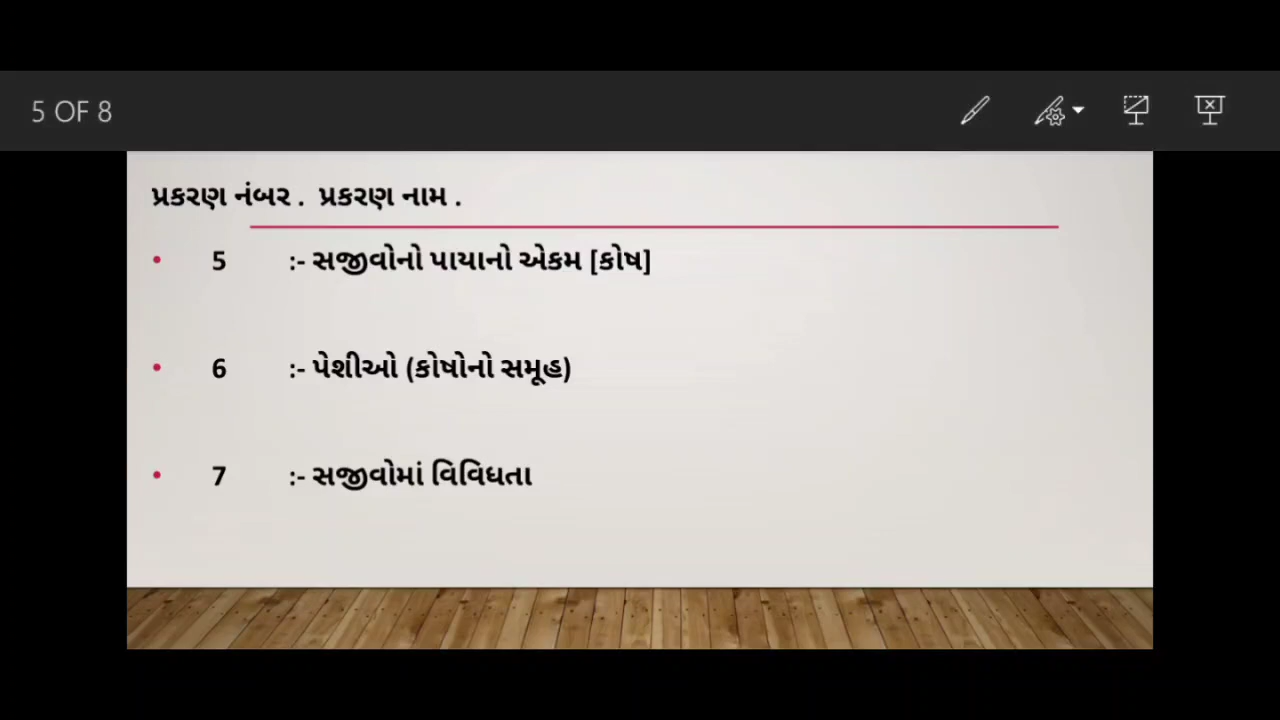 5 OF 8
પ્રકરણ નંબર . પ્રકરણ નામ .
• 5 :- સજીવોનો પાયાનો એકમ [કોષ]
• 6 :- પેશીઓ (કોષોનો સમૂહ)
• 7 :- સજીવોમાં વિવિધતા